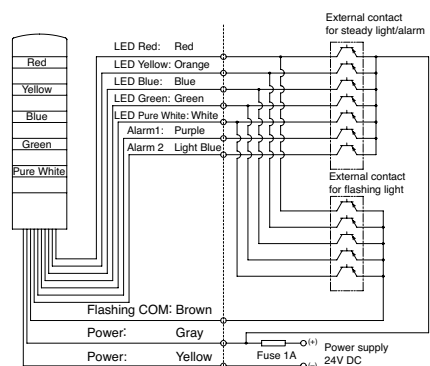 External contact
for steady light/alarm
LED Red: Red
LED Yellow: Orange
LED Blue: Blue
LED Green: Green
LED Pure White: White
Alarm1: Purple
Alarm 2 Light Blue
Red
Yellow
Blue
Green
Pure White
External contact
for flashing light
Flashing COM: Brown
Power: Gray
Power: Yellow
Fuse 1A
(+)
(−)
Power supply
24V DC